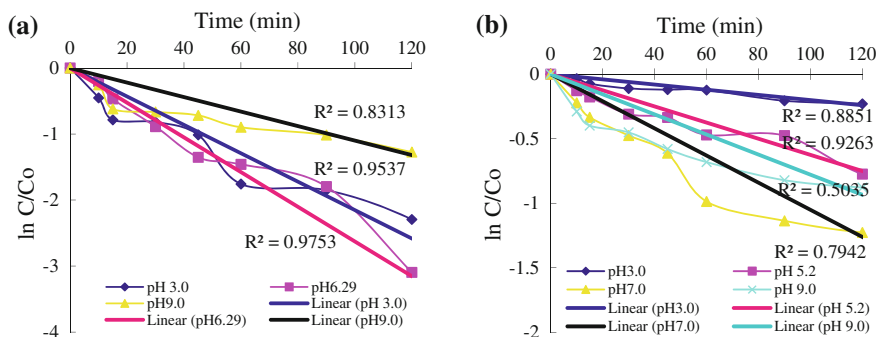 (a)
Time (min)
0 20 40 60 80 100 120
0
-1
-2
-3
-4
ln C/Co
R² = 0.8313
R² = 0.9537
R² = 0.9753
pH 3.0 pH6.29
pH9.0 Linear (pH 3.0)
Linear (pH6.29) Linear (pH9.0)
(b)
Time (min)
0 20 40 60 80 100 120
0
-0.5
-1
-1.5
-2
ln C/Co
R² = 0.8851
R² = 0.9263
R² = 0.5035
R² = 0.7942
pH3.0 pH 5.2
pH7.0 pH 9.0
Linear (pH3.0) Linear (pH 5.2)
Linear (pH7.0) Linear (pH 9.0)